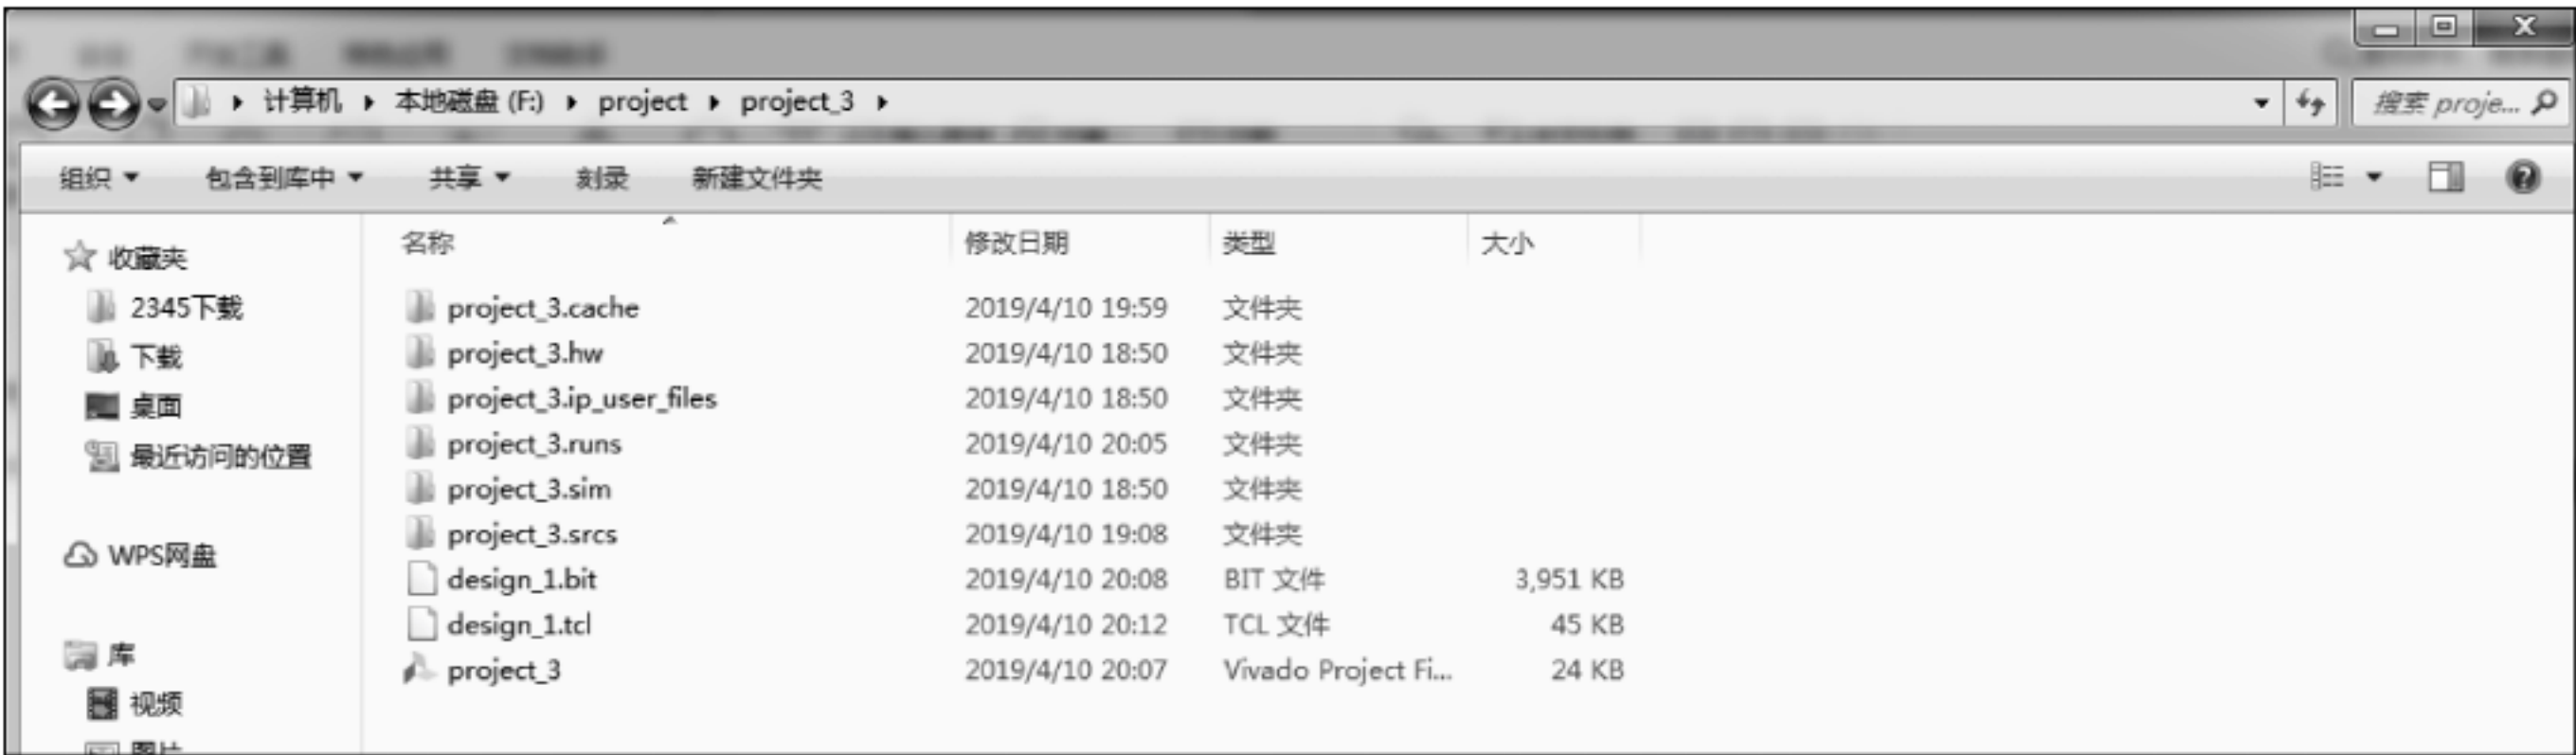 计算机 本地磁盘 (F:) project project_3 搜索 proje...
组织 包含到库中 共享 刻录 新建文件夹
名称 修改日期 类型 大小
收藏夹
2345下载
下载
桌面
最近访问的位置
WPS网盘
库
视频
图片
project_3.cache 2019/4/10 19:59 文件夹
project_3.hw 2019/4/10 18:50 文件夹
project_3.ip_user_files 2019/4/10 18:50 文件夹
project_3.runs 2019/4/10 20:05 文件夹
project_3.sim 2019/4/10 18:50 文件夹
project_3.srcs 2019/4/10 19:08 文件夹
design_1.bit 2019/4/10 20:08 BIT 文件 3,951 KB
design_1.tcl 2019/4/10 20:12 TCL 文件 45 KB
project_3 2019/4/10 20:07 Vivado Project Fi... 24 KB